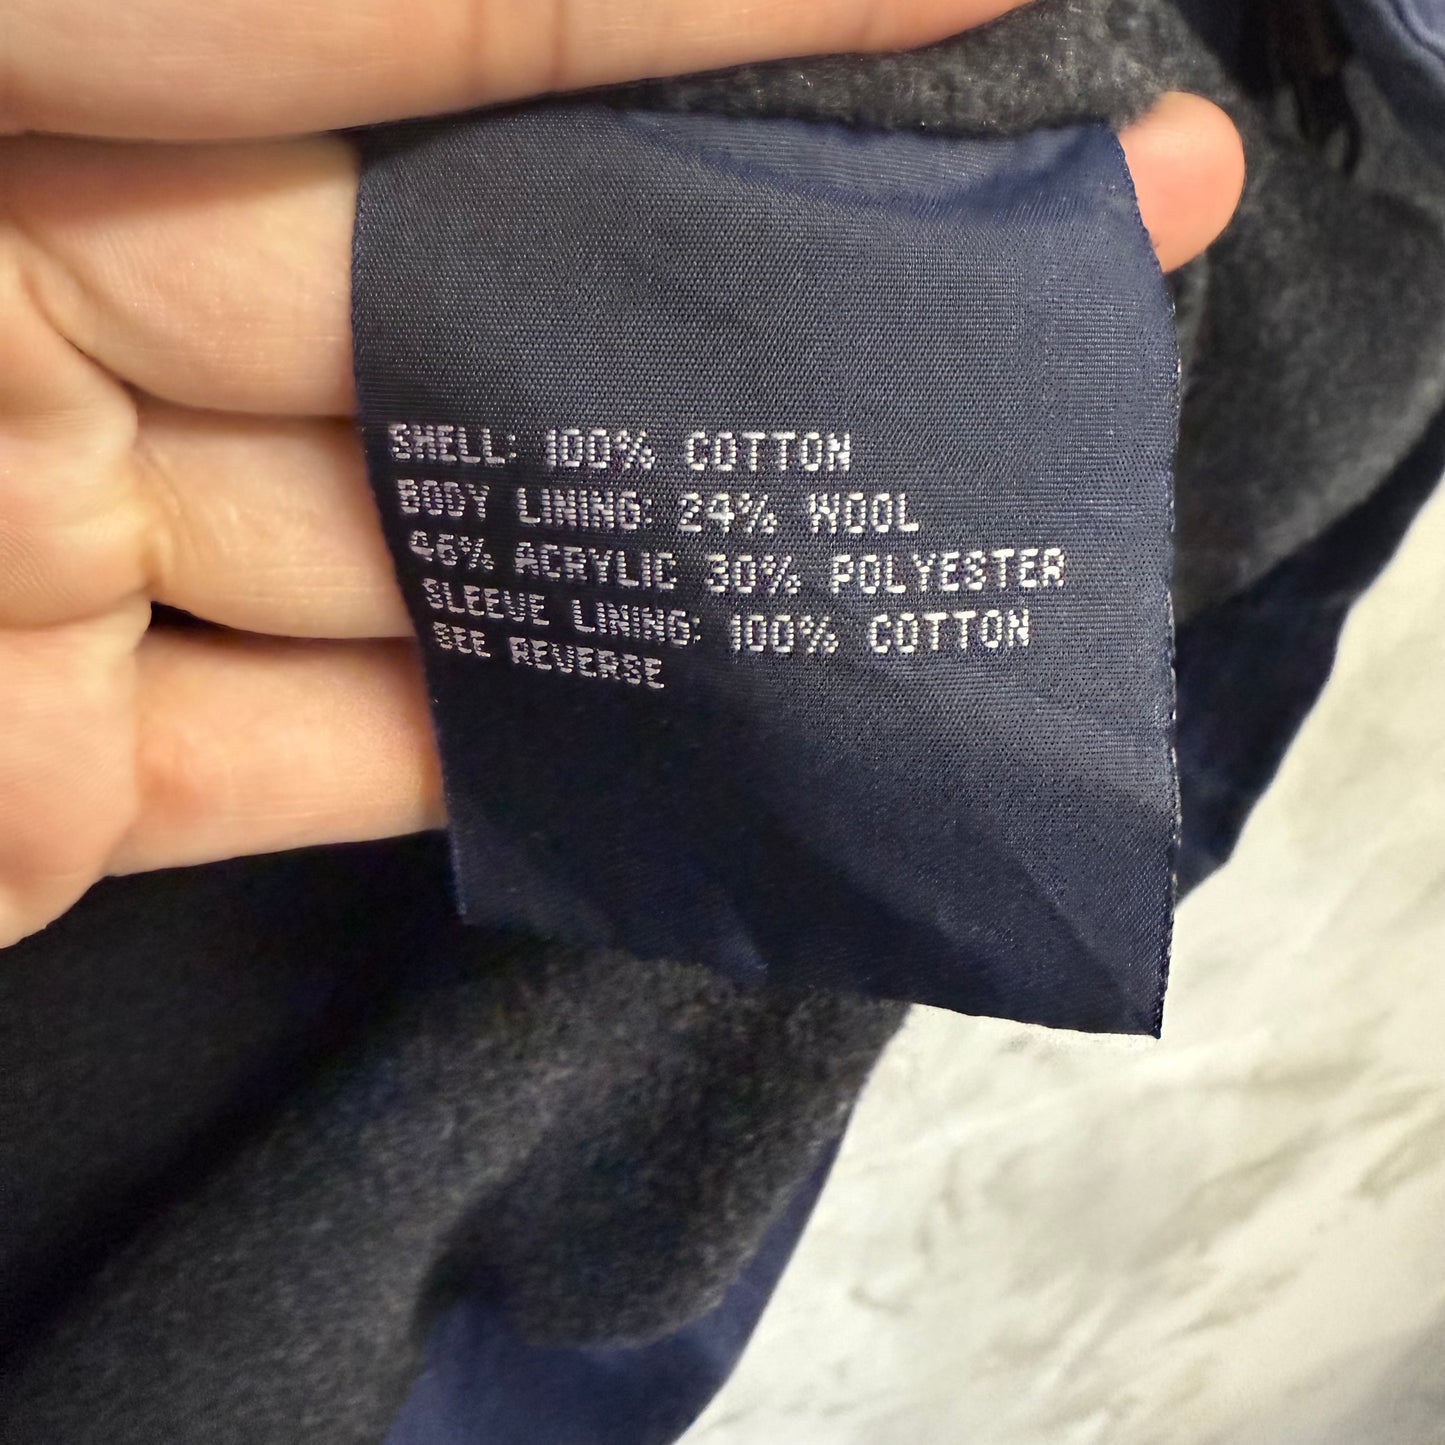 SHELL: 100% COTTON
BODY LINING: 24% WOOL
46% ACRYLIC 30% POLYESTER
SLEEVE LINING: 100% COTTON
SEE REVERSE